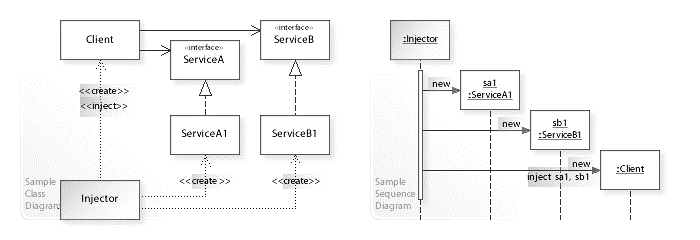 Client
«interface»
ServiceA
«interface»
ServiceB
<<create>>
<<inject>>
ServiceA1
ServiceB1
<<create >>
<<create>>
Sample
Class
Diagram
Injector
:Injector
new
sa1
:ServiceA1
new
sb1
:ServiceB1
new
inject sa1, sb1
:Client
Sample
Sequence
Diagram